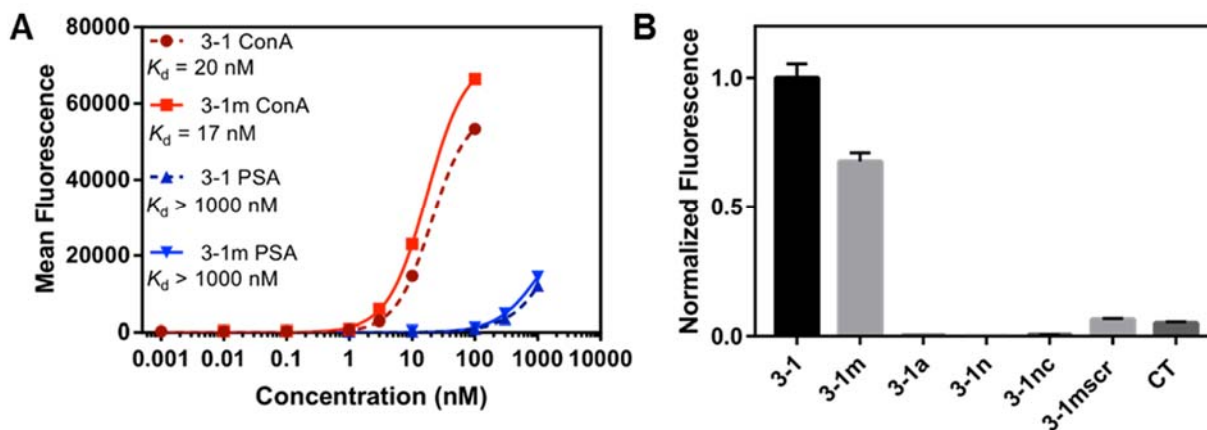 A
80000
60000
40000
20000
0
Mean Fluorescence
3-1 ConA
Kd = 20 nM
3-1m ConA
Kd = 17 nM
3-1 PSA
Kd > 1000 nM
3-1m PSA
Kd > 1000 nM
0.001 0.01 0.1 1 10 100 1000 10000
Concentration (nM)
B
1.0
0.5
0.0
Normalized Fluorescence
3-1
3-1m
3-1a
3-1n
3-1nc
3-1mscr
CT